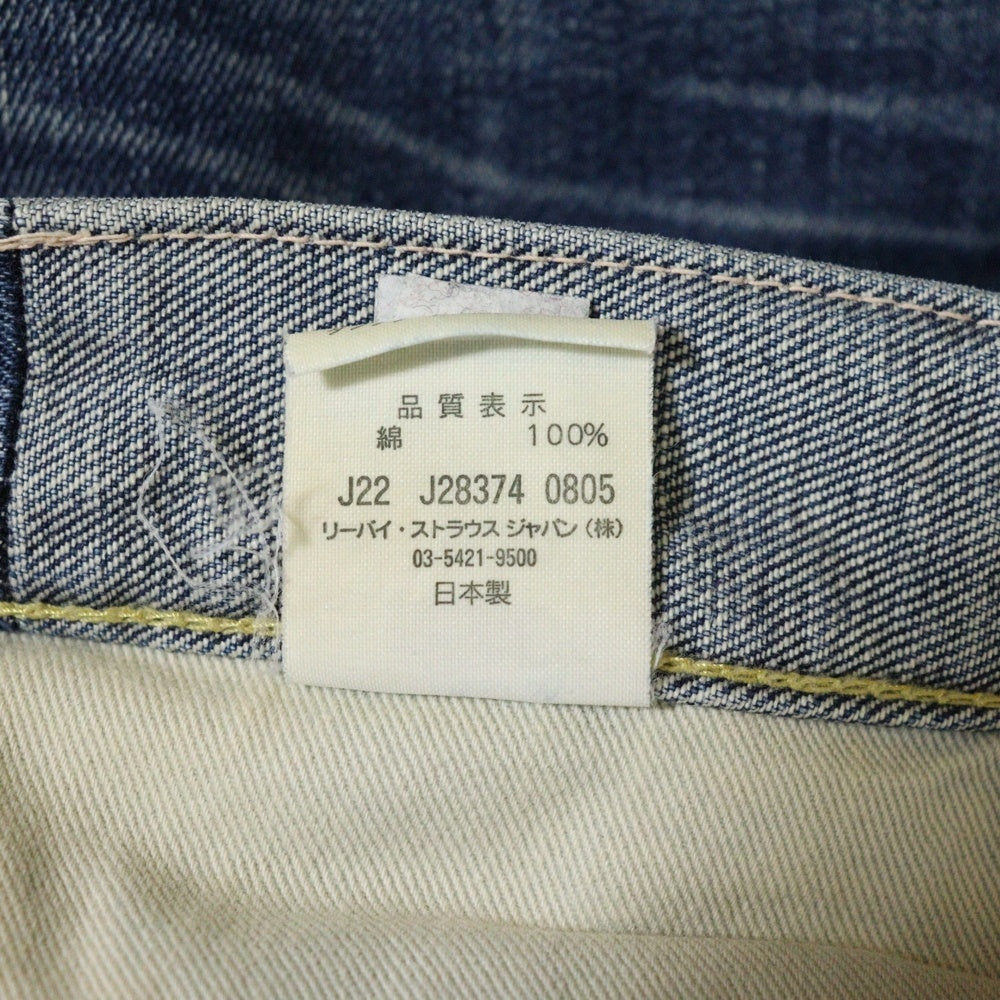 品質表示
綿 100%
J22 J28374 0805
リーバイ・ストラウス ジャパン(株)
03-5421-9500
日本製